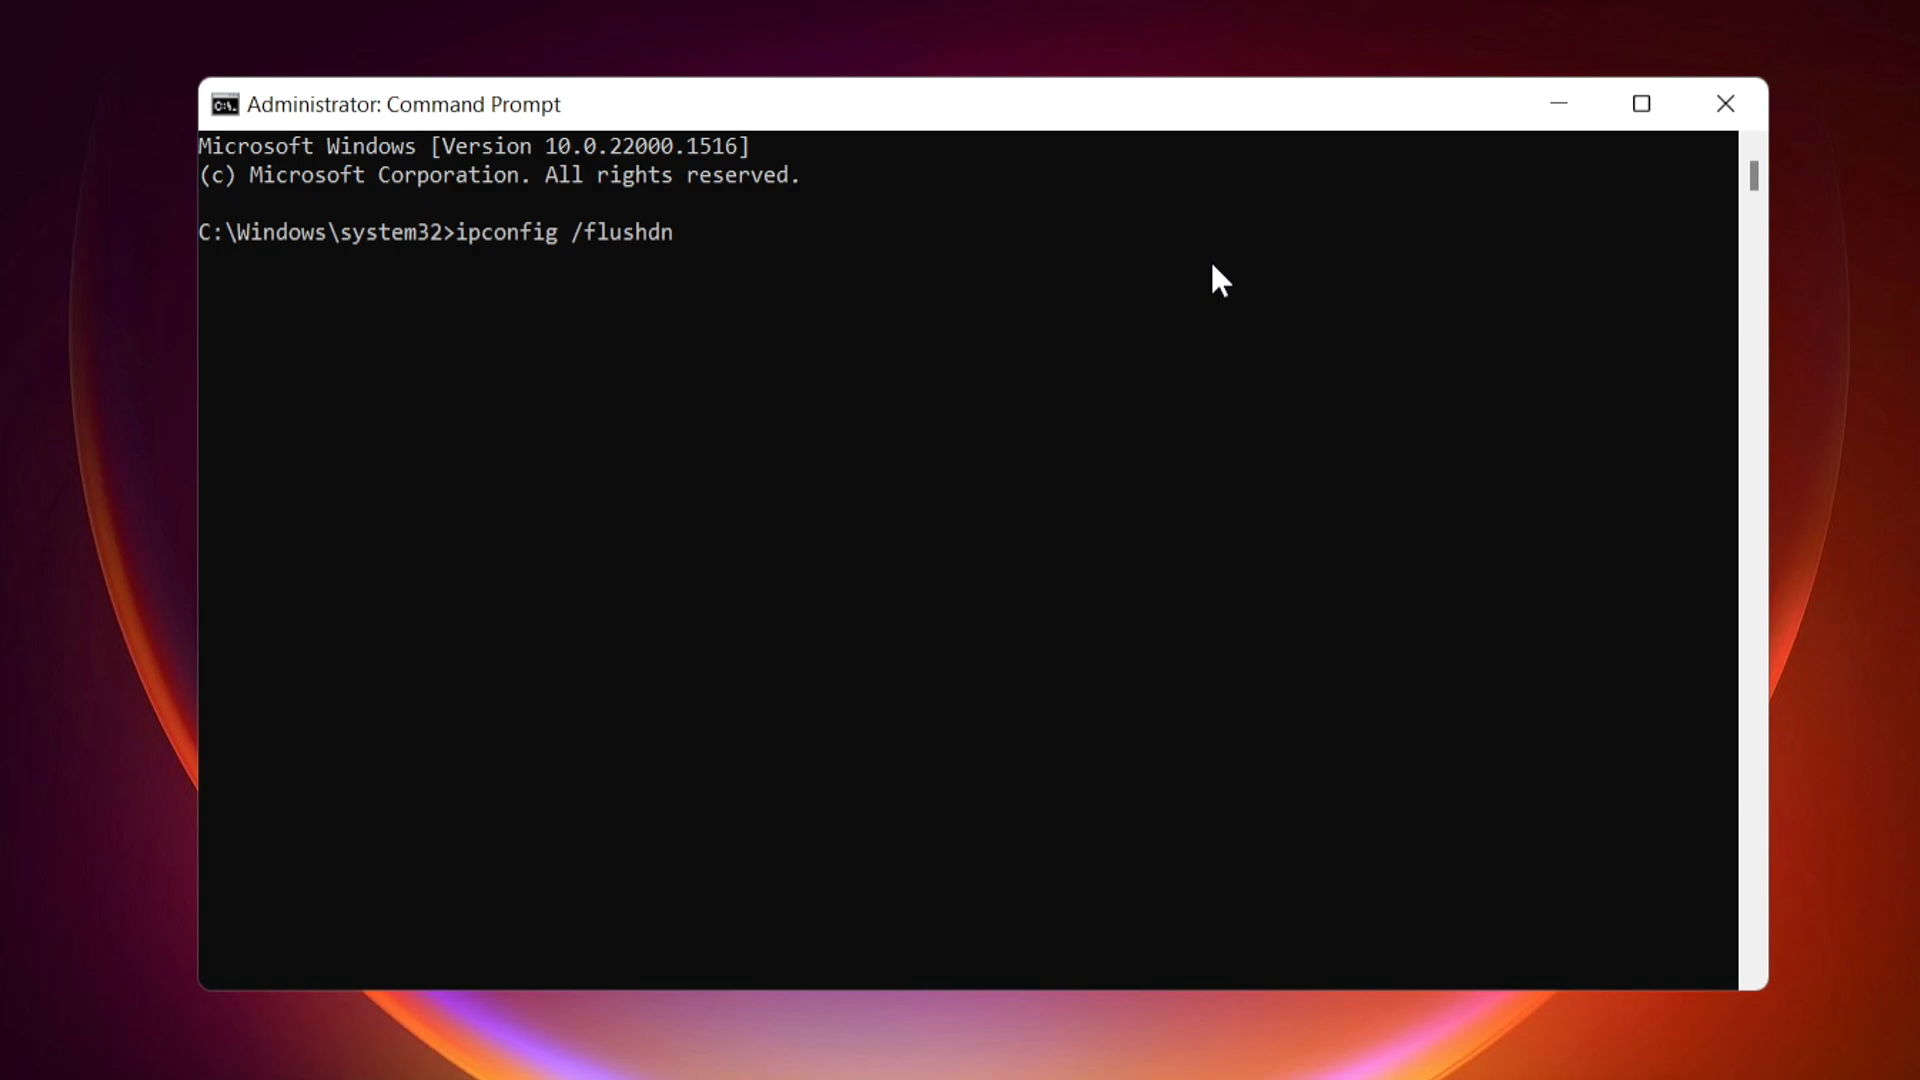 Administrator: Command Prompt
Microsoft Windows [Version 10.0.22000.1516]
(c) Microsoft Corporation. All rights reserved.
C:\Windows\system32>ipconfig /flushdn